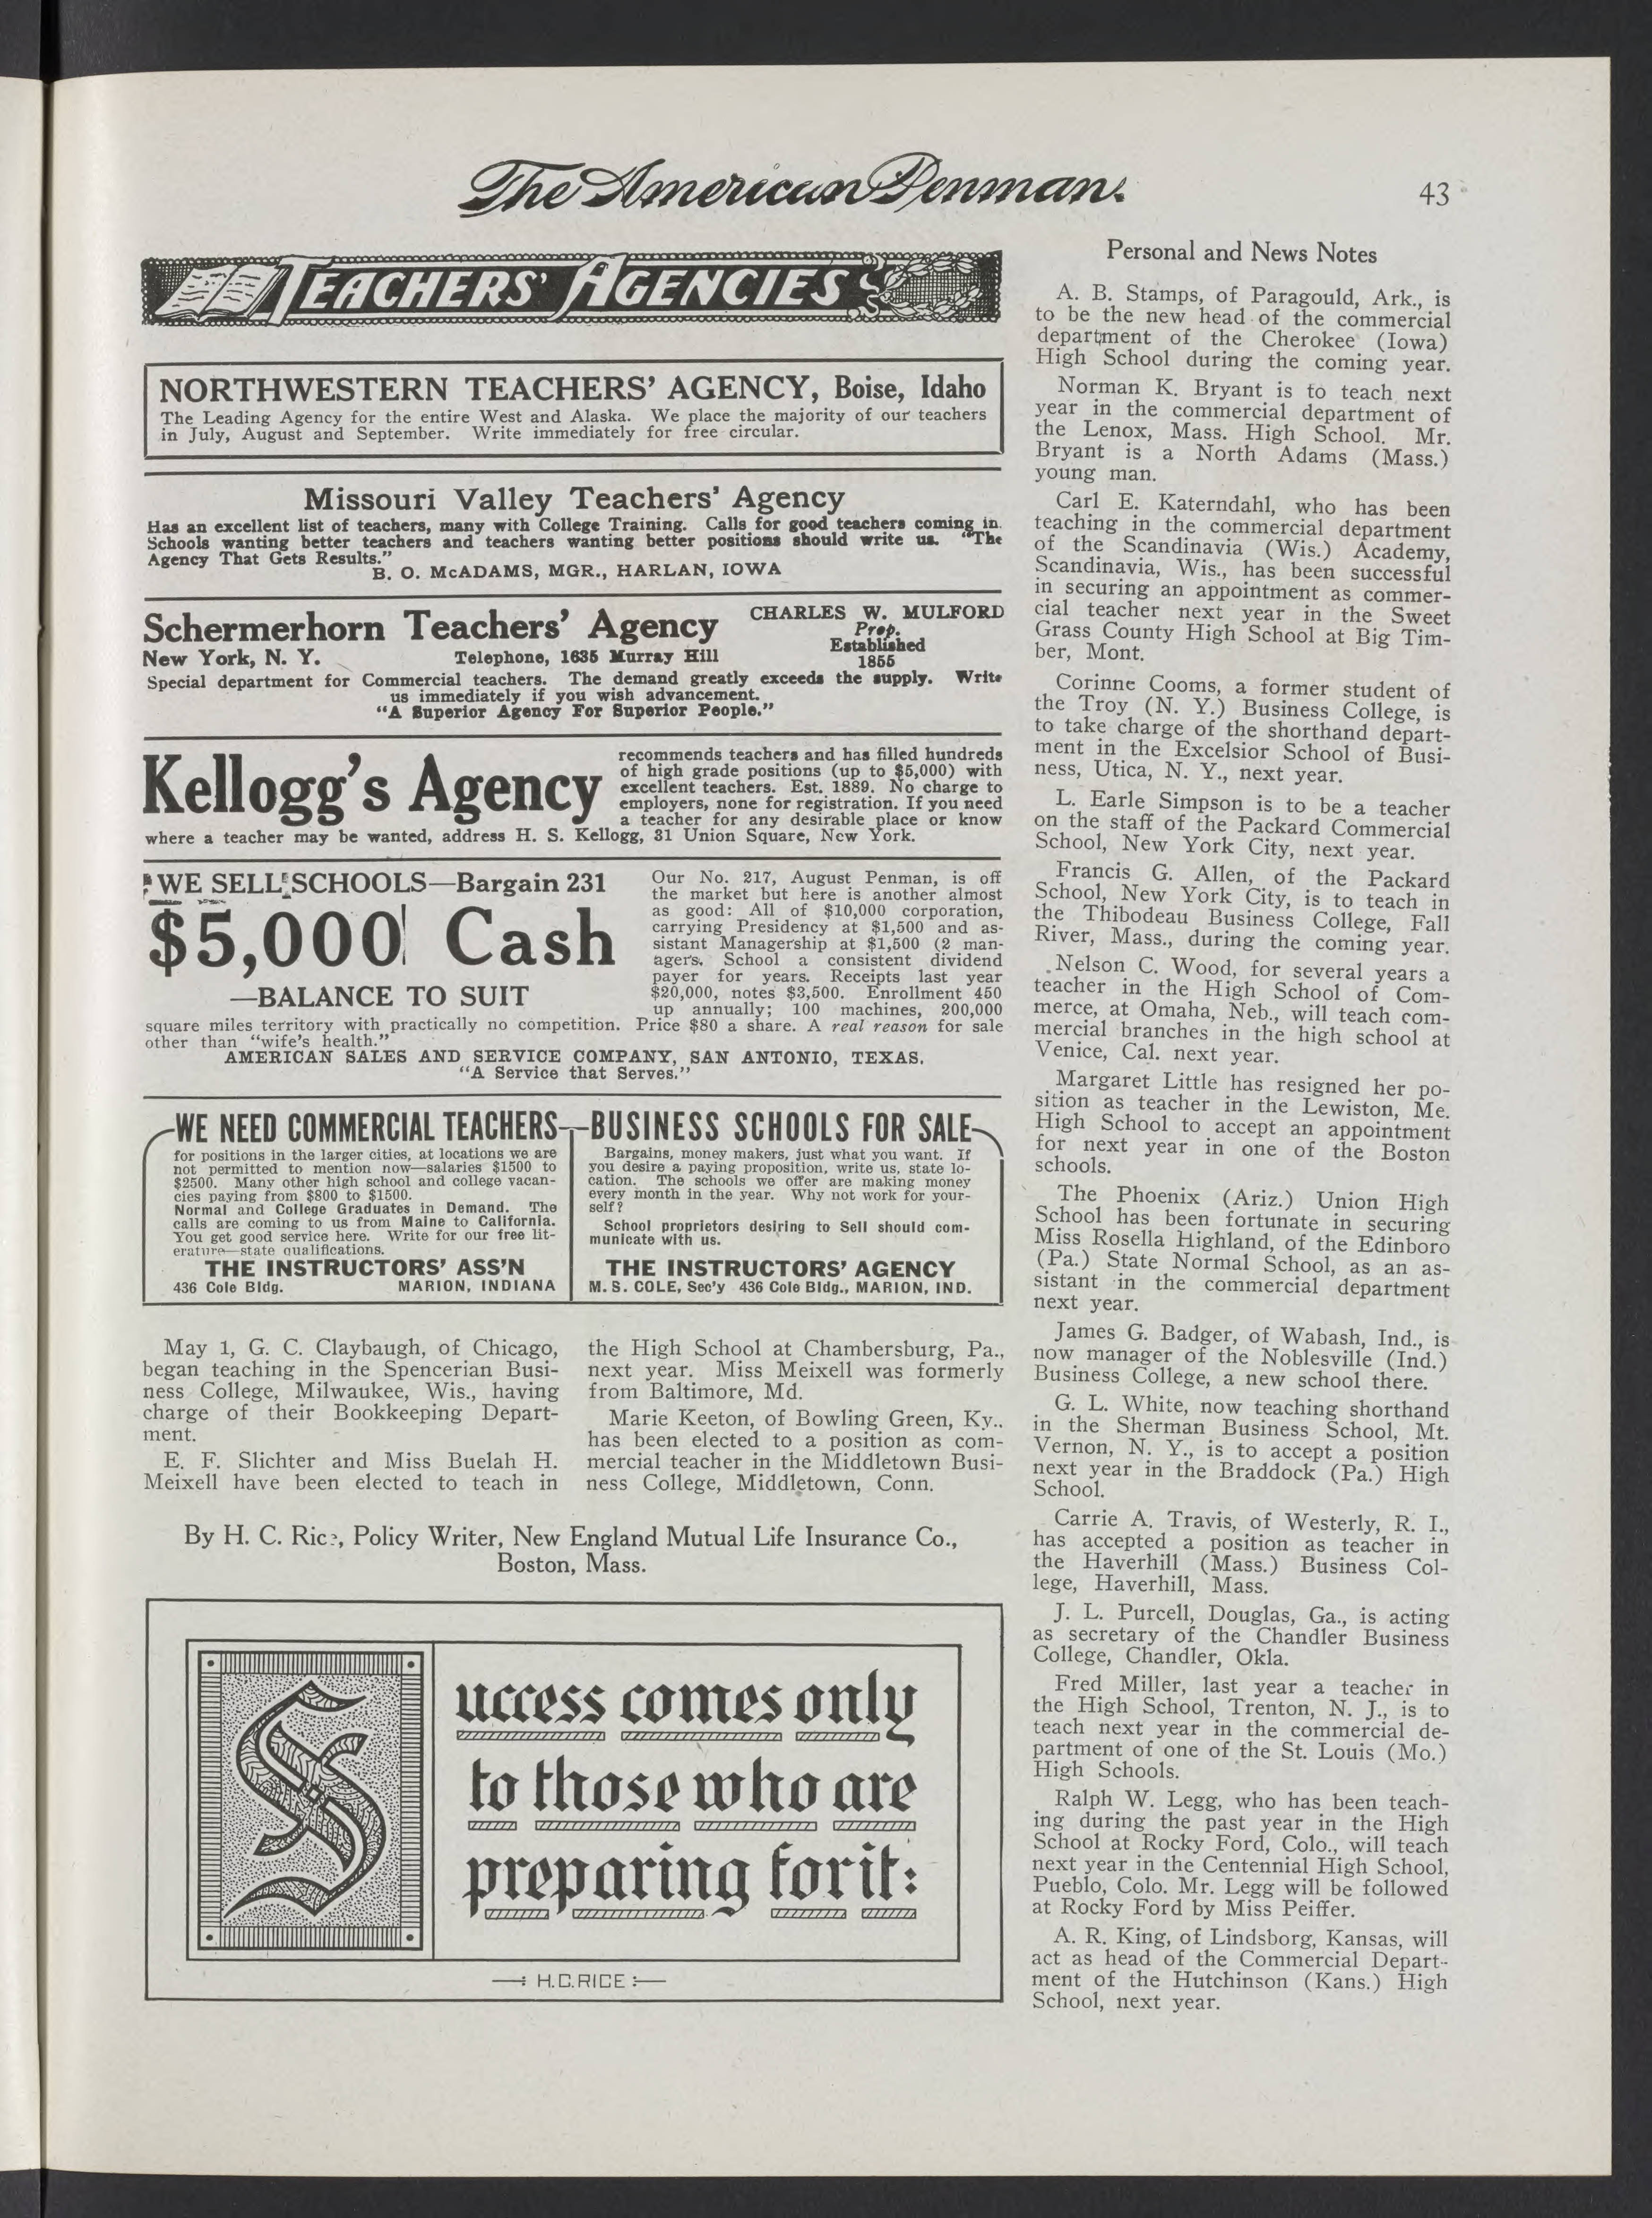 The American Penman.
43
TEACHERS' AGENCIES
NORTHWESTERN TEACHERS' AGENCY, Boise, Idaho
The Leading Agency for the entire West and Alaska. We place the majority of our teachers
in July, August and September. Write immediately for free circular.
Missouri Valley Teachers' Agency
Has an excellent list of teachers, many with College Training. Calls for good teachers coming in.
Schools wanting better teachers and teachers wanting better positions should write us. "The
Agency That Gets Results."
B. O. McADAMS, MGR., HARLAN, IOWA
Schermerhorn Teachers' Agency
New York, N. Y. Telephone, 1635 Murray Hill
CHARLES W. MULFORD
Prop.
Established
1855
Special department for Commercial teachers. The demand greatly exceeds the supply. Write
us immediately if you wish advancement.
"A Superior Agency For Superior People."
Kellogg's Agency
recommends teachers and has filled hundreds
of high grade positions (up to $5,000) with
excellent teachers. Est. 1889. No charge to
employers, none for registration. If you need
a teacher for any desirable place or know
where a teacher may be wanted, address H. S. Kellogg, 31 Union Square, New York.
WE SELL SCHOOLS—Bargain 231
$5,000 Cash
—BALANCE TO SUIT
Our No. 217, August Penman, is off
the market but here is another almost
as good: All of $10,000 corporation,
carrying Presidency at $1,500 and as-
sistant Managership at $1,500 (2 man-
agers. School a consistent dividend
payer for years. Receipts last year
$20,000, notes $3,500. Enrollment 450
up annually; 100 machines, 200,000
square miles territory with practically no competition. Price $80 a share. A real reason for sale
other than "wife's health."
AMERICAN SALES AND SERVICE COMPANY, SAN ANTONIO, TEXAS.
"A Service that Serves."
WE NEED COMMERCIAL TEACHERS
for positions in the larger cities, at locations we are
not permitted to mention now—salaries $1500 to
$2500. Many other high school and college vacan-
cies paying from $800 to $1500.
Normal and College Graduates in Demand. The
calls are coming to us from Maine to California.
You get good service here. Write for our free lit-
erature—state qualifications.
THE INSTRUCTORS' ASS'N
436 Cole Bldg. MARION, INDIANA
BUSINESS SCHOOLS FOR SALE
Bargains, money makers, just what you want. If
you desire a paying proposition, write us, state lo-
cation. The schools we offer are making money
every month in the year. Why not work for your-
self?
School proprietors desiring to Sell should com-
municate with us.
THE INSTRUCTORS' AGENCY
M. S. COLE, Sec'y 436 Cole Bldg., MARION, IND.
May 1, G. C. Claybaugh, of Chicago,
began teaching in the Spencerian Busi-
ness College, Milwaukee, Wis., having
charge of their Bookkeeping Depart-
ment.
E. F. Slichter and Miss Buelah H.
Meixell have been elected to teach in
the High School at Chambersburg, Pa.,
next year. Miss Meixell was formerly
from Baltimore, Md.
Marie Keeton, of Bowling Green, Ky..
has been elected to a position as com-
mercial teacher in the Middletown Busi-
ness College, Middletown, Conn.
By H. C. Rice, Policy Writer, New England Mutual Life Insurance Co.,
Boston, Mass.
Success comes only
to those who are
preparing for it:
H.C.RICE
Personal and News Notes
A. B. Stamps, of Paragould, Ark., is
to be the new head of the commercial
department of the Cherokee (Iowa)
High School during the coming year.
Norman K. Bryant is to teach next
year in the commercial department of
the Lenox, Mass. High School. Mr.
Bryant is a North Adams (Mass.)
young man.
Carl E. Katerndahl, who has been
teaching in the commercial department
of the Scandinavia (Wis.) Academy,
Scandinavia, Wis., has been successful
in securing an appointment as commer-
cial teacher next year in the Sweet
Grass County High School at Big Tim-
ber, Mont.
Corinne Cooms, a former student of
the Troy (N. Y.) Business College, is
to take charge of the shorthand depart-
ment in the Excelsior School of Busi-
ness, Utica, N. Y., next year.
L. Earle Simpson is to be a teacher
on the staff of the Packard Commercial
School, New York City, next year.
Francis G. Allen, of the Packard
School, New York City, is to teach in
the Thibodeau Business College, Fall
River, Mass., during the coming year.
Nelson C. Wood, for several years a
teacher in the High School of Com-
merce, at Omaha, Neb., will teach com-
mercial branches in the high school at
Venice, Cal. next year.
Margaret Little has resigned her po-
sition as teacher in the Lewiston, Me.
High School to accept an appointment
for next year in one of the Boston
schools.
The Phoenix (Ariz.) Union High
School has been fortunate in securing
Miss Rosella Highland, of the Edinboro
(Pa.) State Normal School, as an as-
sistant in the commercial department
next year.
James G. Badger, of Wabash, Ind., is
now manager of the Noblesville (Ind.)
Business College, a new school there.
G. L. White, now teaching shorthand
in the Sherman Business School, Mt.
Vernon, N. Y., is to accept a position
next year in the Braddock (Pa.) High
School.
Carrie A. Travis, of Westerly, R. I.,
has accepted a position as teacher in
the Haverhill (Mass.) Business Col-
lege, Haverhill, Mass.
J. L. Purcell, Douglas, Ga., is acting
as secretary of the Chandler Business
College, Chandler, Okla.
Fred Miller, last year a teacher in
the High School, Trenton, N. J., is to
teach next year in the commercial de-
partment of one of the St. Louis (Mo.)
High Schools.
Ralph W. Legg, who has been teach-
ing during the past year in the High
School at Rocky Ford, Colo., will teach
next year in the Centennial High School,
Pueblo, Colo. Mr. Legg will be followed
at Rocky Ford by Miss Peiffer.
A. R. King, of Lindsborg, Kansas, will
act as head of the Commercial Depart-
ment of the Hutchinson (Kans.) High
School, next year.